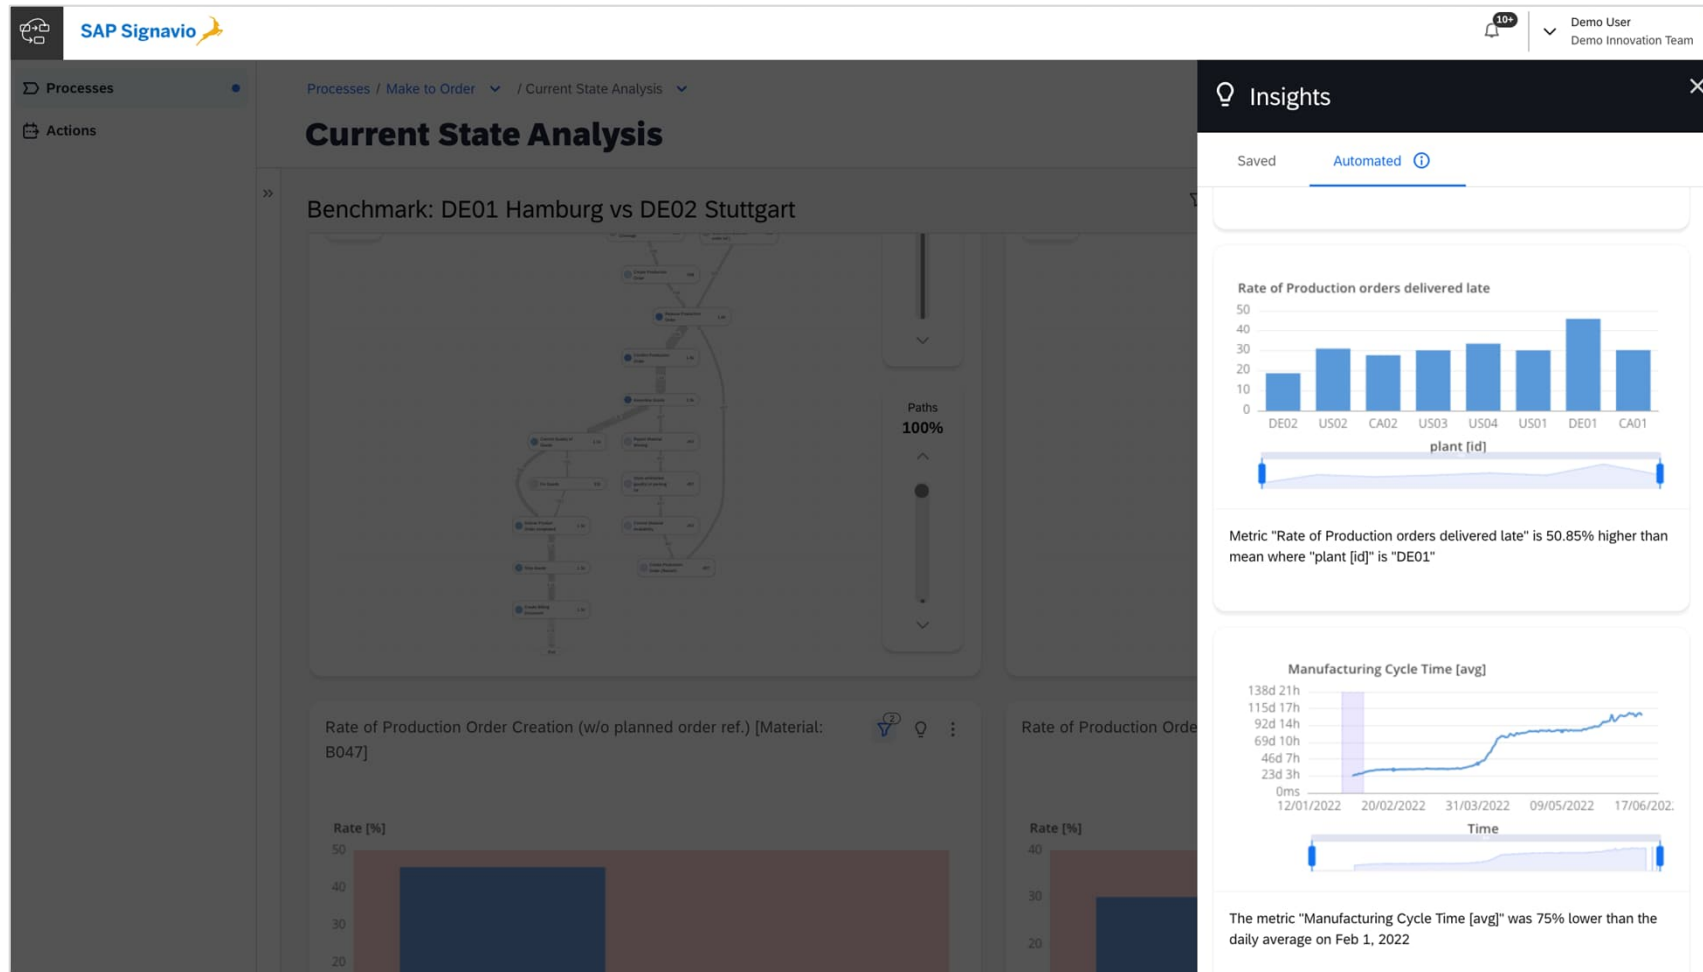 SAP Signavio
10+
Demo User
Demo Innovation Team
Processes
Actions
Processes / Make to Order / Current State Analysis
Current State Analysis
Benchmark: DE01 Hamburg vs DE02 Stuttgart
Paths
100%
Rate of Production Order Creation (w/o planned order ref.) [Material:
B047]
2
Rate [%]
50
40
30
20
Rate of Production Orde
Rate [%]
40
30
20
Insights
Saved
Automated
Rate of Production orders delivered late
50
40
30
20
10
0
DE02 US02 CA02 US03 US04 US01 DE01 CA01
plant [id]
Metric "Rate of Production orders delivered late" is 50.85% higher than
mean where "plant [id]" is "DE01"
Manufacturing Cycle Time [avg]
138d 21h
115d 17h
92d 14h
69d 10h
46d 7h
23d 3h
0ms
12/01/2022 20/02/2022 31/03/2022 09/05/2022 17/06/202
Time
The metric "Manufacturing Cycle Time [avg]" was 75% lower than the
daily average on Feb 1, 2022